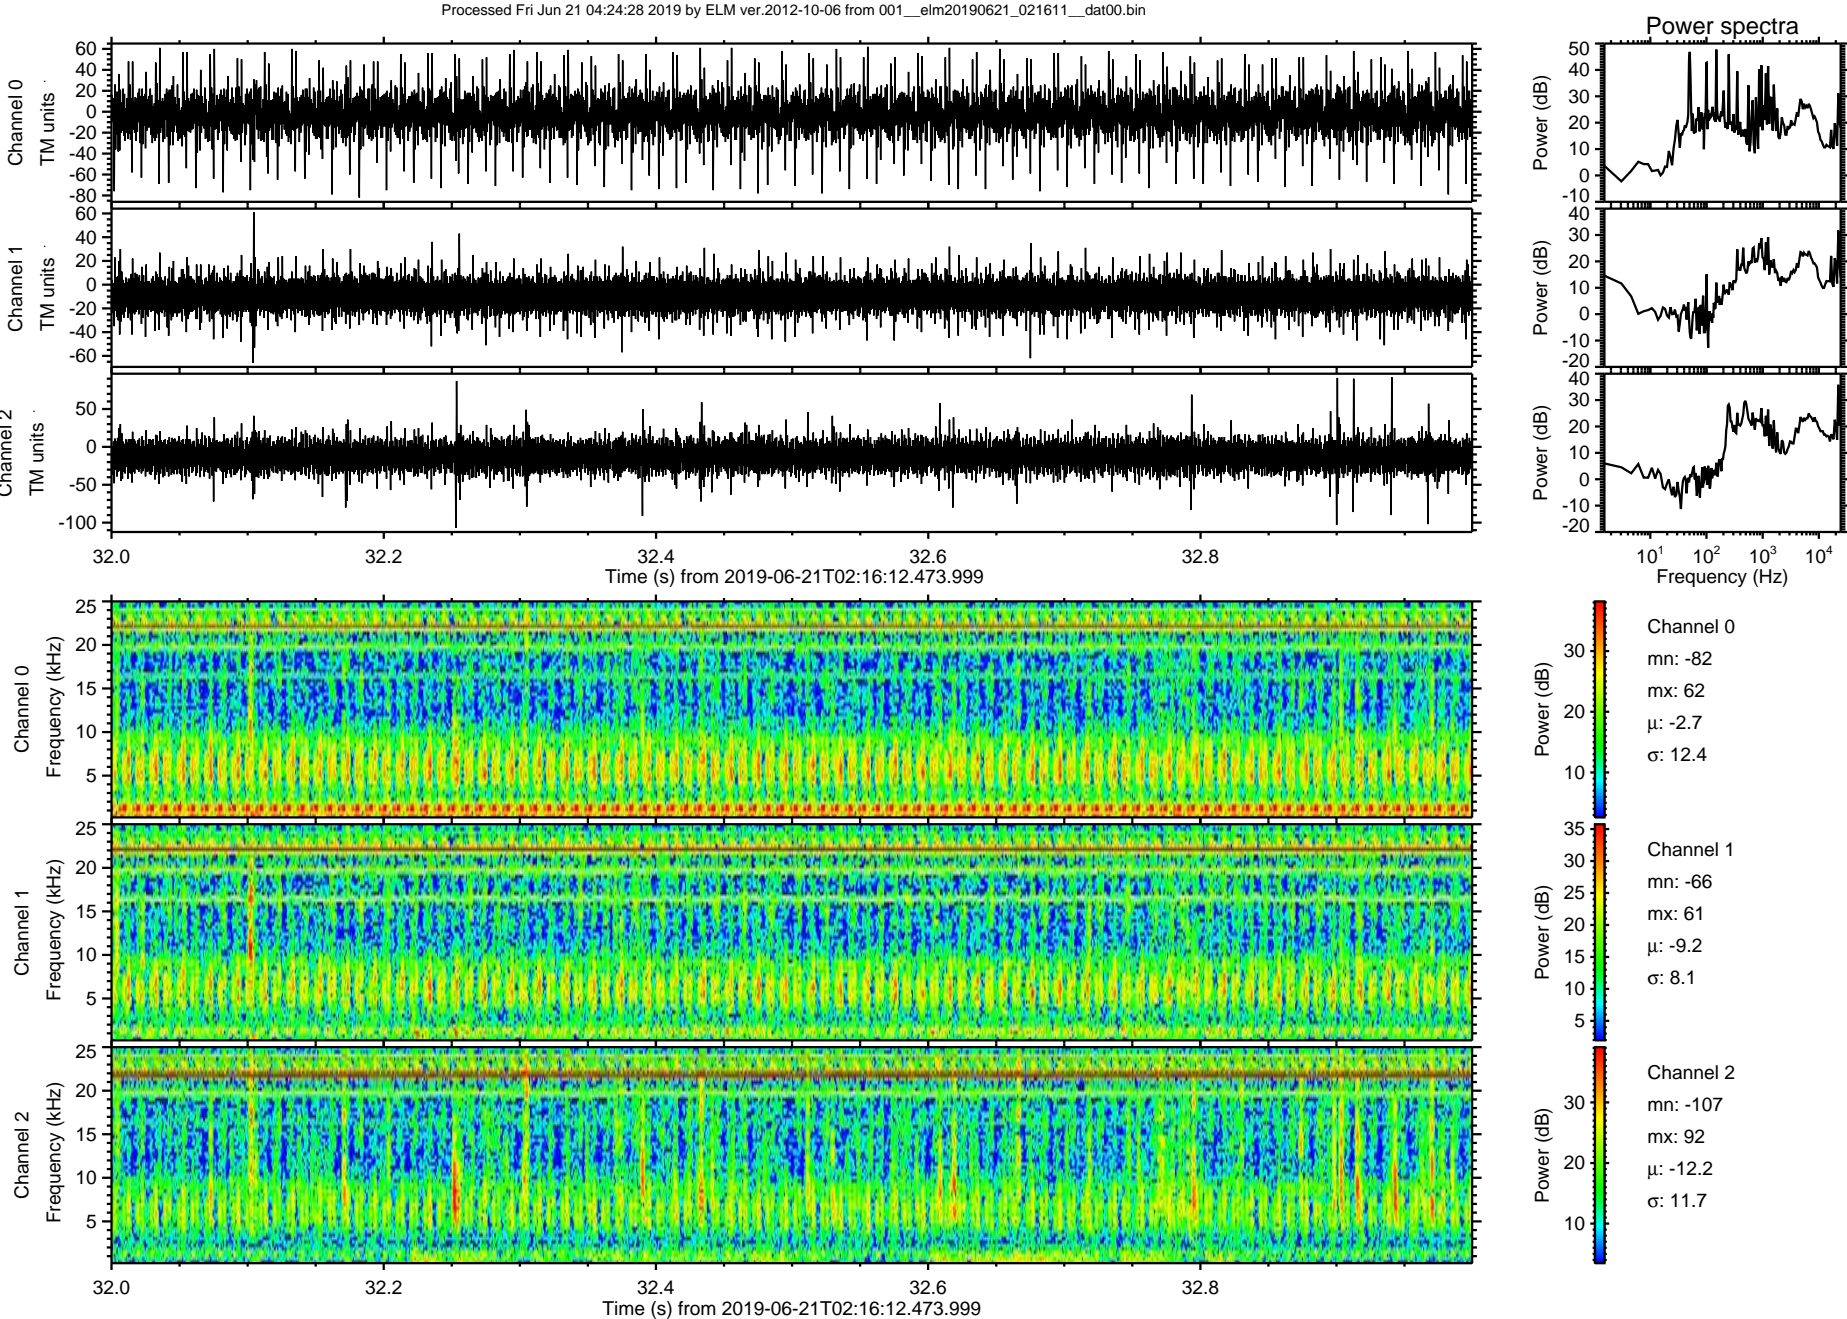 Processed Fri Jun 21 04:24:28 2019 by ELM ver.2012-10-06 from 001__elm20190621_021611__dat00.bin
Power spectra
Channel 0
TM units
60
40
20
0
-20
-40
-60
-80
Power (dB)
50
40
30
20
10
0
-10
Channel 1
TM units
60
40
20
0
-20
-40
-60
Power (dB)
40
30
20
10
0
-10
-20
Channel 2
TM units
50
0
-50
-100
Power (dB)
40
30
20
10
0
-10
-20
32.0 32.2 32.4 32.6 32.8
Time (s) from 2019-06-21T02:16:12.473.999
10^1 10^2 10^3 10^4
Frequency (Hz)
Channel 0
Frequency (kHz)
25
20
15
10
5
Power (dB)
30
20
10
Channel 0
mn: -82
mx: 62
μ: -2.7
σ: 12.4
Channel 1
Frequency (kHz)
25
20
15
10
5
Power (dB)
35
30
25
20
15
10
5
Channel 1
mn: -66
mx: 61
μ: -9.2
σ: 8.1
Channel 2
Frequency (kHz)
25
20
15
10
5
Power (dB)
30
20
10
Channel 2
mn: -107
mx: 92
μ: -12.2
σ: 11.7
32.0 32.2 32.4 32.6 32.8
Time (s) from 2019-06-21T02:16:12.473.999